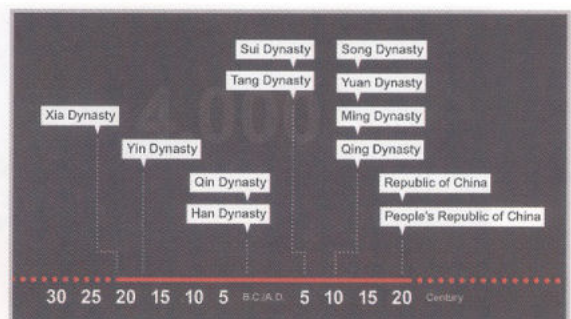 4 000
Sui Dynasty
Song Dynasty
Tang Dynasty
Yuan Dynasty
Xia Dynasty
Ming Dynasty
Yin Dynasty
Qing Dynasty
Qin Dynasty
Republic of China
Han Dynasty
People's Republic of China
30 25 20 15 10 5 B.C./A.D. 5 10 15 20 Century